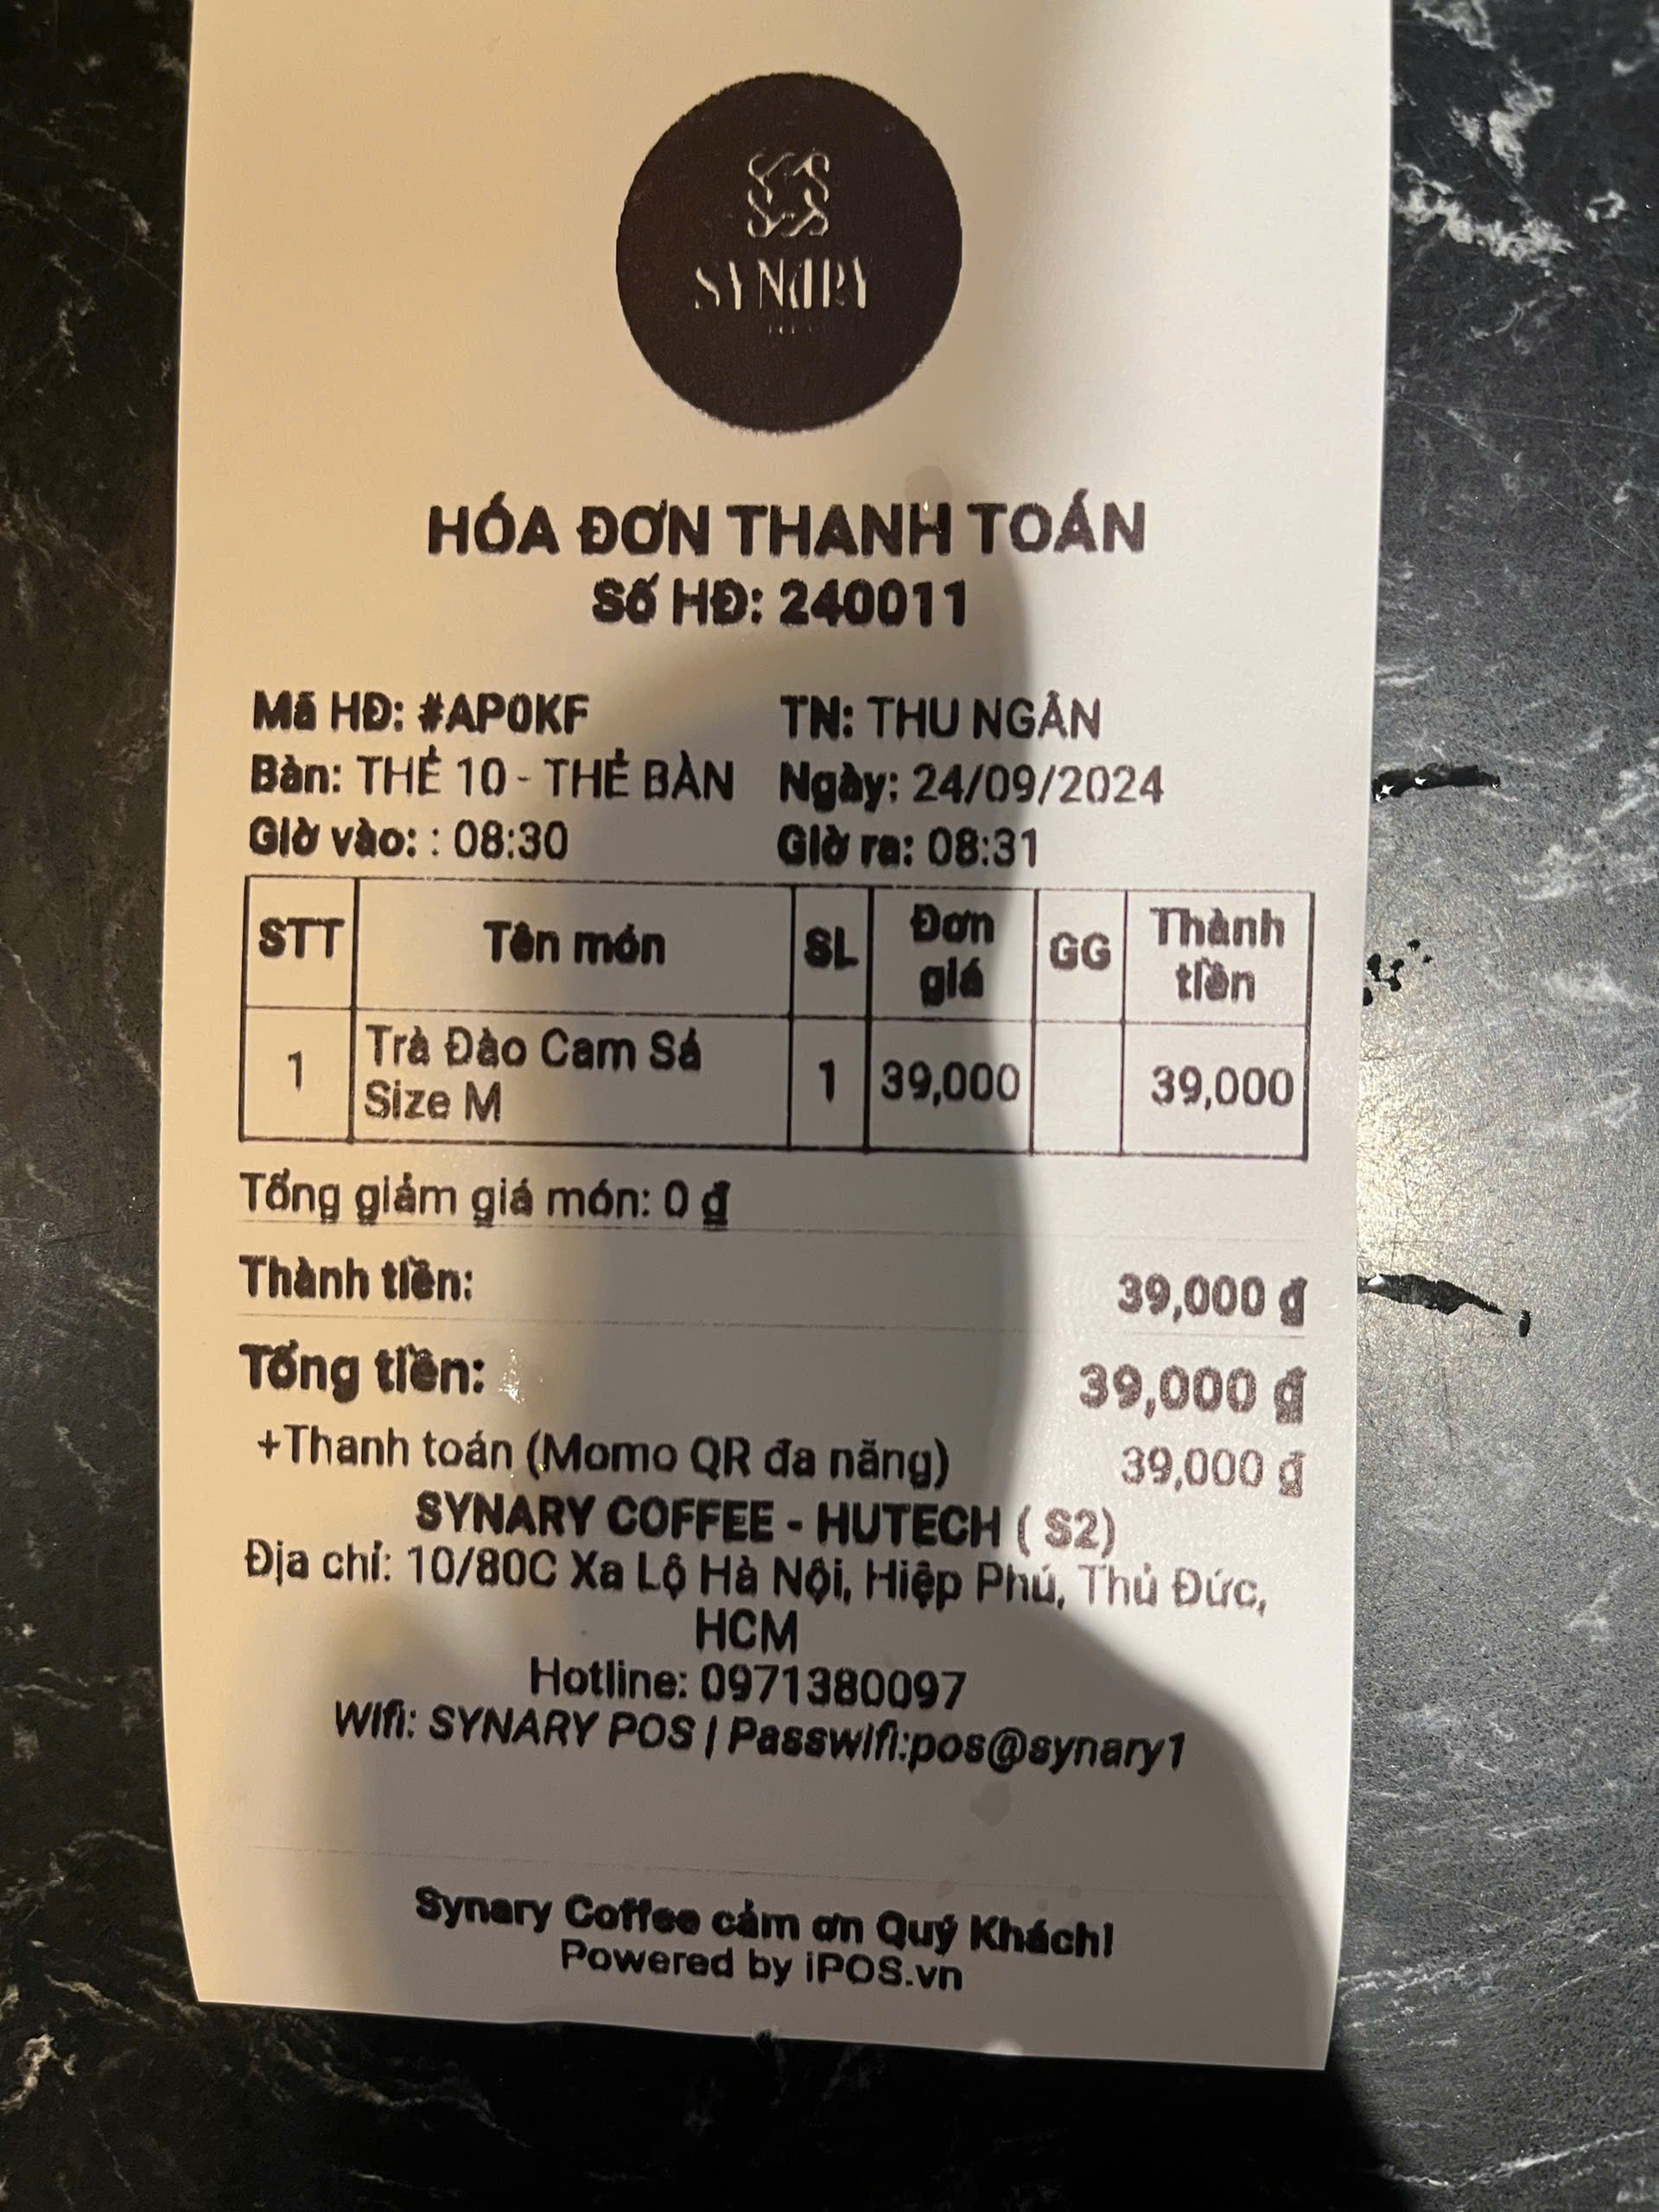 SYNARY
HÓA ĐƠN THANH TOÁN
Số HĐ: 240011
Mã HĐ: #AP0KF TN: THU NGÂN
Bàn: THẺ 10 - THẺ BÀN Ngày: 24/09/2024
Giờ vào: : 08:30 Giờ ra: 08:31
STT Tên món SL Đơn giá GG Thành tiền
1 Trà Đào Cam Sả Size M 1 39,000 39,000
Tổng giảm giá món: 0 đ
Thành tiền: 39,000 đ
Tổng tiền: 39,000 đ
+Thanh toán (Momo QR đa năng) 39,000 đ
SYNARY COFFEE - HUTECH ( S2)
Địa chỉ: 10/80C Xa Lộ Hà Nội, Hiệp Phú, Thủ Đức,
HCM
Hotline: 0971380097
Wifi: SYNARY POS | Passwifi:pos@synary1
Synary Coffee cảm ơn Quý Khách!
Powered by iPOS.vn